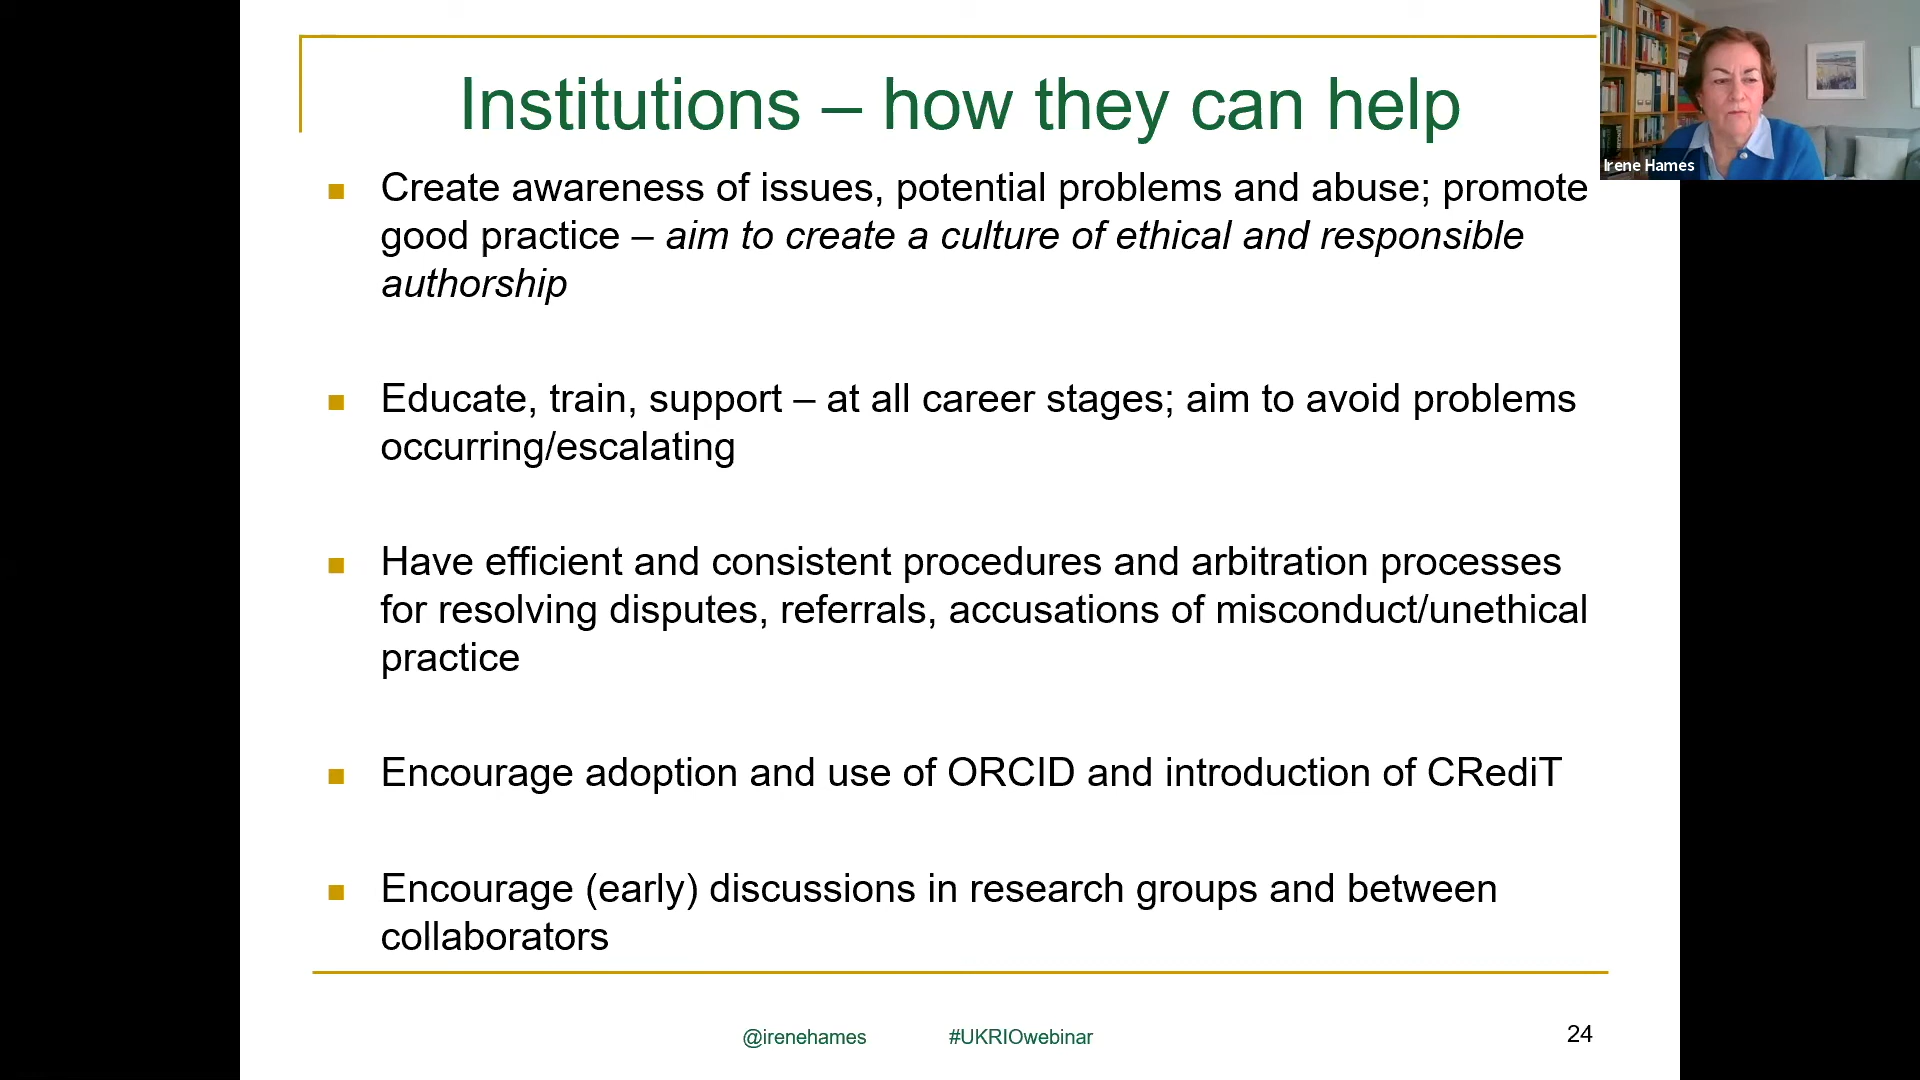 Institutions – how they can help
Irene Hames
Create awareness of issues, potential problems and abuse; promote
good practice – aim to create a culture of ethical and responsible
authorship
Educate, train, support – at all career stages; aim to avoid problems
occurring/escalating
Have efficient and consistent procedures and arbitration processes
for resolving disputes, referrals, accusations of misconduct/unethical
practice
Encourage adoption and use of ORCID and introduction of CRediT
Encourage (early) discussions in research groups and between
collaborators
@irenehames #UKRIOwebinar 24